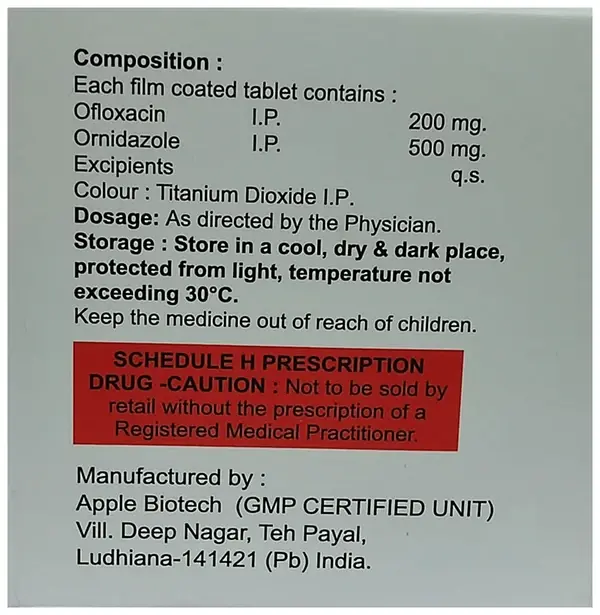 Composition :
Each film coated tablet contains :
Ofloxacin I.P. 200 mg.
Ornidazole I.P. 500 mg.
Excipients q.s.
Colour : Titanium Dioxide I.P.
Dosage: As directed by the Physician.
Storage : Store in a cool, dry & dark place,
protected from light, temperature not
exceeding 30°C.
Keep the medicine out of reach of children.
SCHEDULE H PRESCRIPTION
DRUG -CAUTION : Not to be sold by
retail without the prescription of a
Registered Medical Practitioner.
Manufactured by :
Apple Biotech (GMP CERTIFIED UNIT)
Vill. Deep Nagar, Teh Payal,
Ludhiana-141421 (Pb) India.